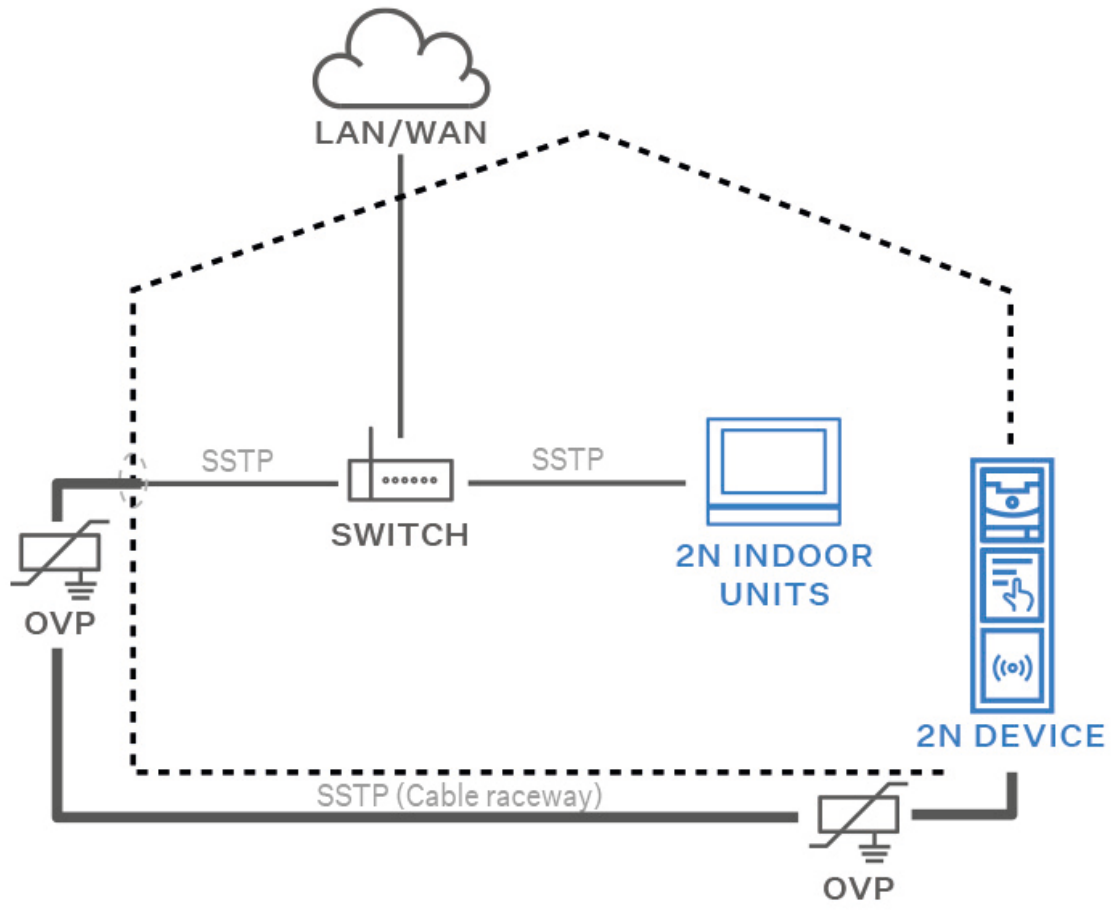 LAN/WAN
SSTP
SSTP
SWITCH
2N INDOOR
UNITS
OVP
2N DEVICE
SSTP (Cable raceway)
OVP